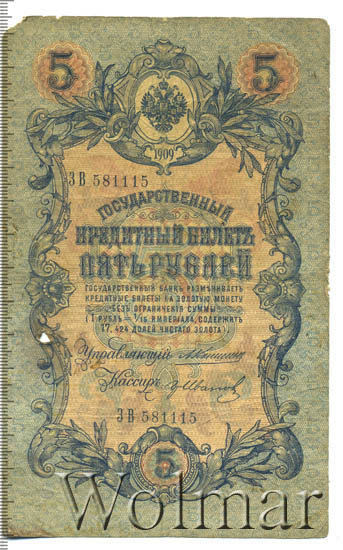 5 5
1909
ЗВ 581115
ГОСУДАРСТВЕННЫЙ
КРЕДИТНЫЙ БИЛЕТЪ
ПЯТЬ РУБЛЕЙ
ГОСУДАРСТВЕННЫЙ БАНКЪ РАЗМѢНИВАЕТЪ
КРЕДИТНЫЕ БИЛЕТЫ НА ЗОЛОТУЮ МОНЕТУ
БЕЗЪ ОГРАНИЧЕНІЯ СУММЫ
(1 РУБЛЬ = 1/15 ИМПЕРІАЛА, СОДЕРЖИТЪ
17,424 ДОЛЕЙ ЧИСТАГО ЗОЛОТА).
Управляющій
Кассиръ
ЗВ 581115
5
Wolmar